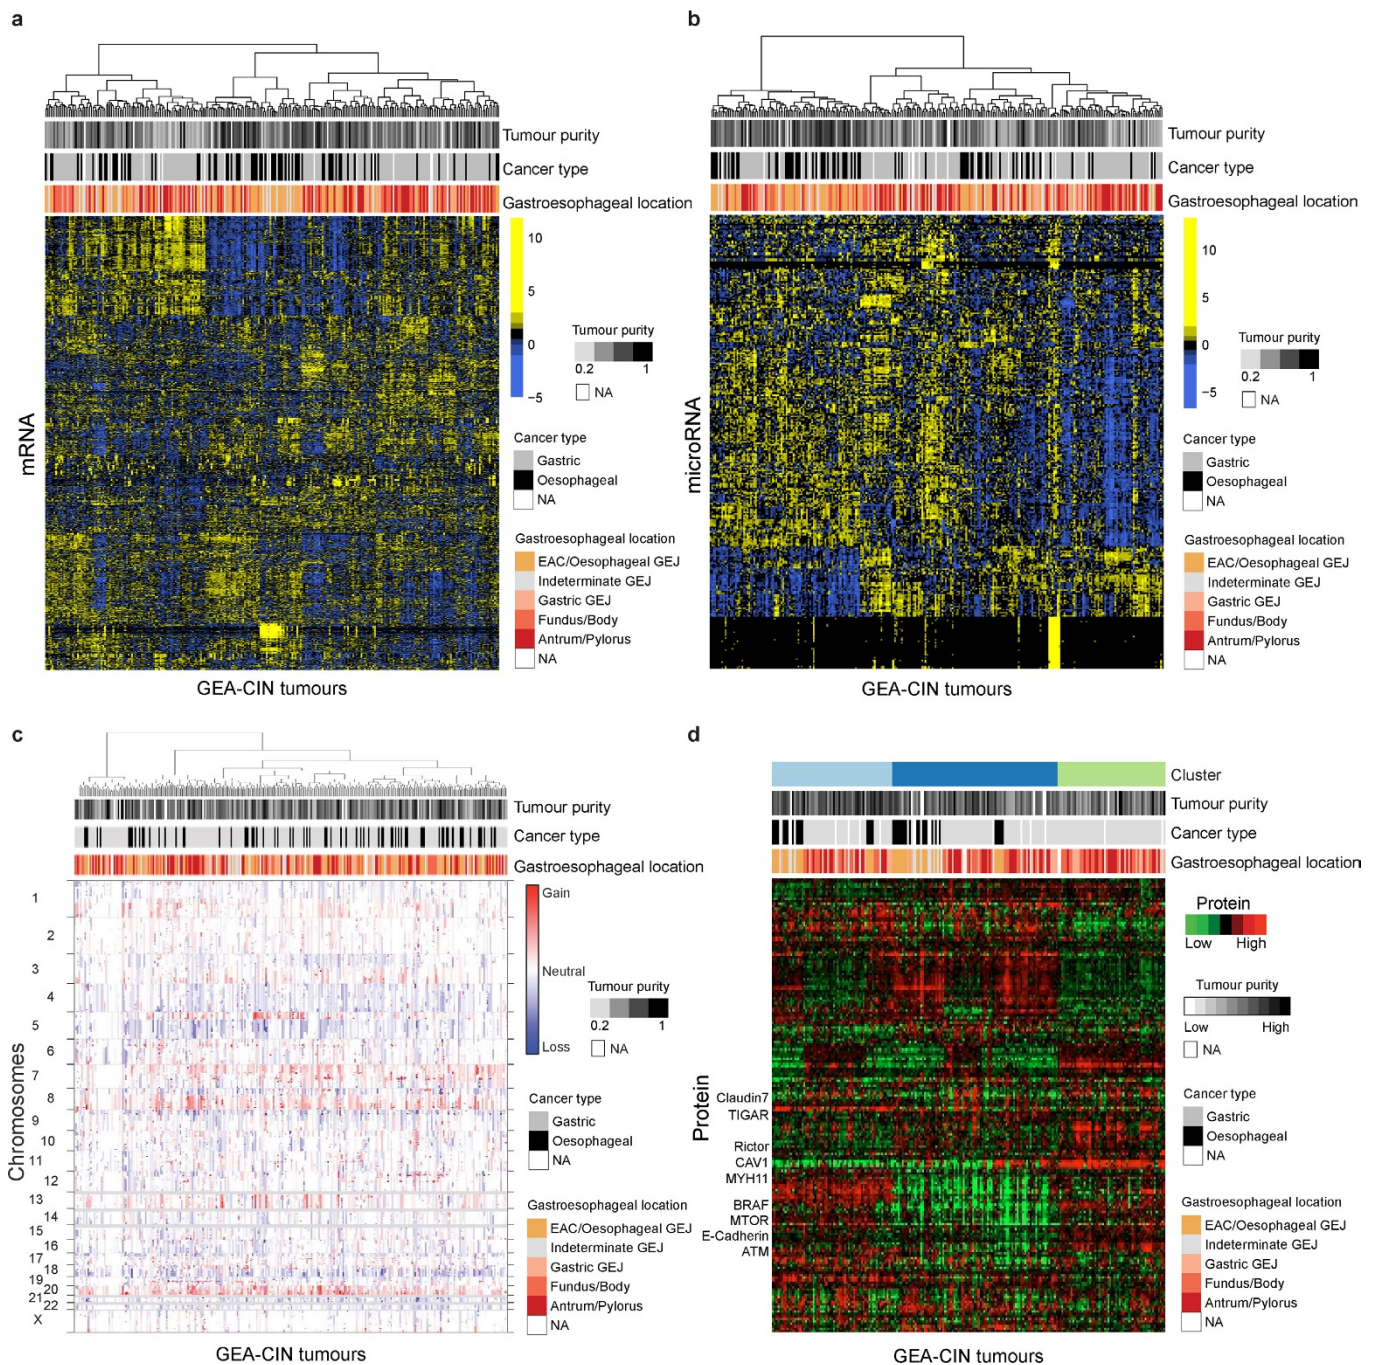 a
Tumour purity
Cancer type
Gastroesophageal location
10
5
0
−5
Tumour purity
0.2 1
NA
Cancer type
Gastric
Oesophageal
NA
Gastroesophageal location
EAC/Oesophageal GEJ
Indeterminate GEJ
Gastric GEJ
Fundus/Body
Antrum/Pylorus
NA
mRNA
GEA-CIN tumours
b
Tumour purity
Cancer type
Gastroesophageal location
10
5
0
−5
Tumour purity
0.2 1
NA
Cancer type
Gastric
Oesophageal
NA
Gastroesophageal location
EAC/Oesophageal GEJ
Indeterminate GEJ
Gastric GEJ
Fundus/Body
Antrum/Pylorus
NA
microRNA
GEA-CIN tumours
c
Tumour purity
Cancer type
Gastroesophageal location
Chromosomes
1
2
3
4
5
6
7
8
9
10
11
12
13
14
15
16
17
18
19
20
21
22
X
Gain
Neutral
Loss
Tumour purity
0.2 1
NA
Cancer type
Gastric
Oesophageal
NA
Gastroesophageal location
EAC/Oesophageal GEJ
Indeterminate GEJ
Gastric GEJ
Fundus/Body
Antrum/Pylorus
NA
GEA-CIN tumours
d
Cluster
Tumour purity
Cancer type
Gastroesophageal location
Protein
Claudin7
TIGAR
Rictor
CAV1
MYH11
BRAF
MTOR
E-Cadherin
ATM
Protein
Low High
Tumour purity
Low High
NA
Cancer type
Gastric
Oesophageal
NA
Gastroesophageal location
EAC/Oesophageal GEJ
Indeterminate GEJ
Gastric GEJ
Fundus/Body
Antrum/Pylorus
NA
GEA-CIN tumours